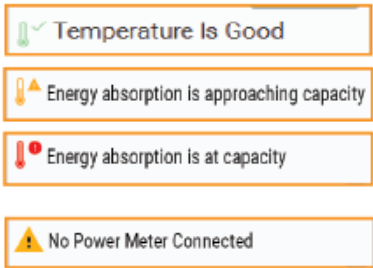 Temperature Is Good
Energy absorption is approaching capacity
Energy absorption is at capacity
No Power Meter Connected